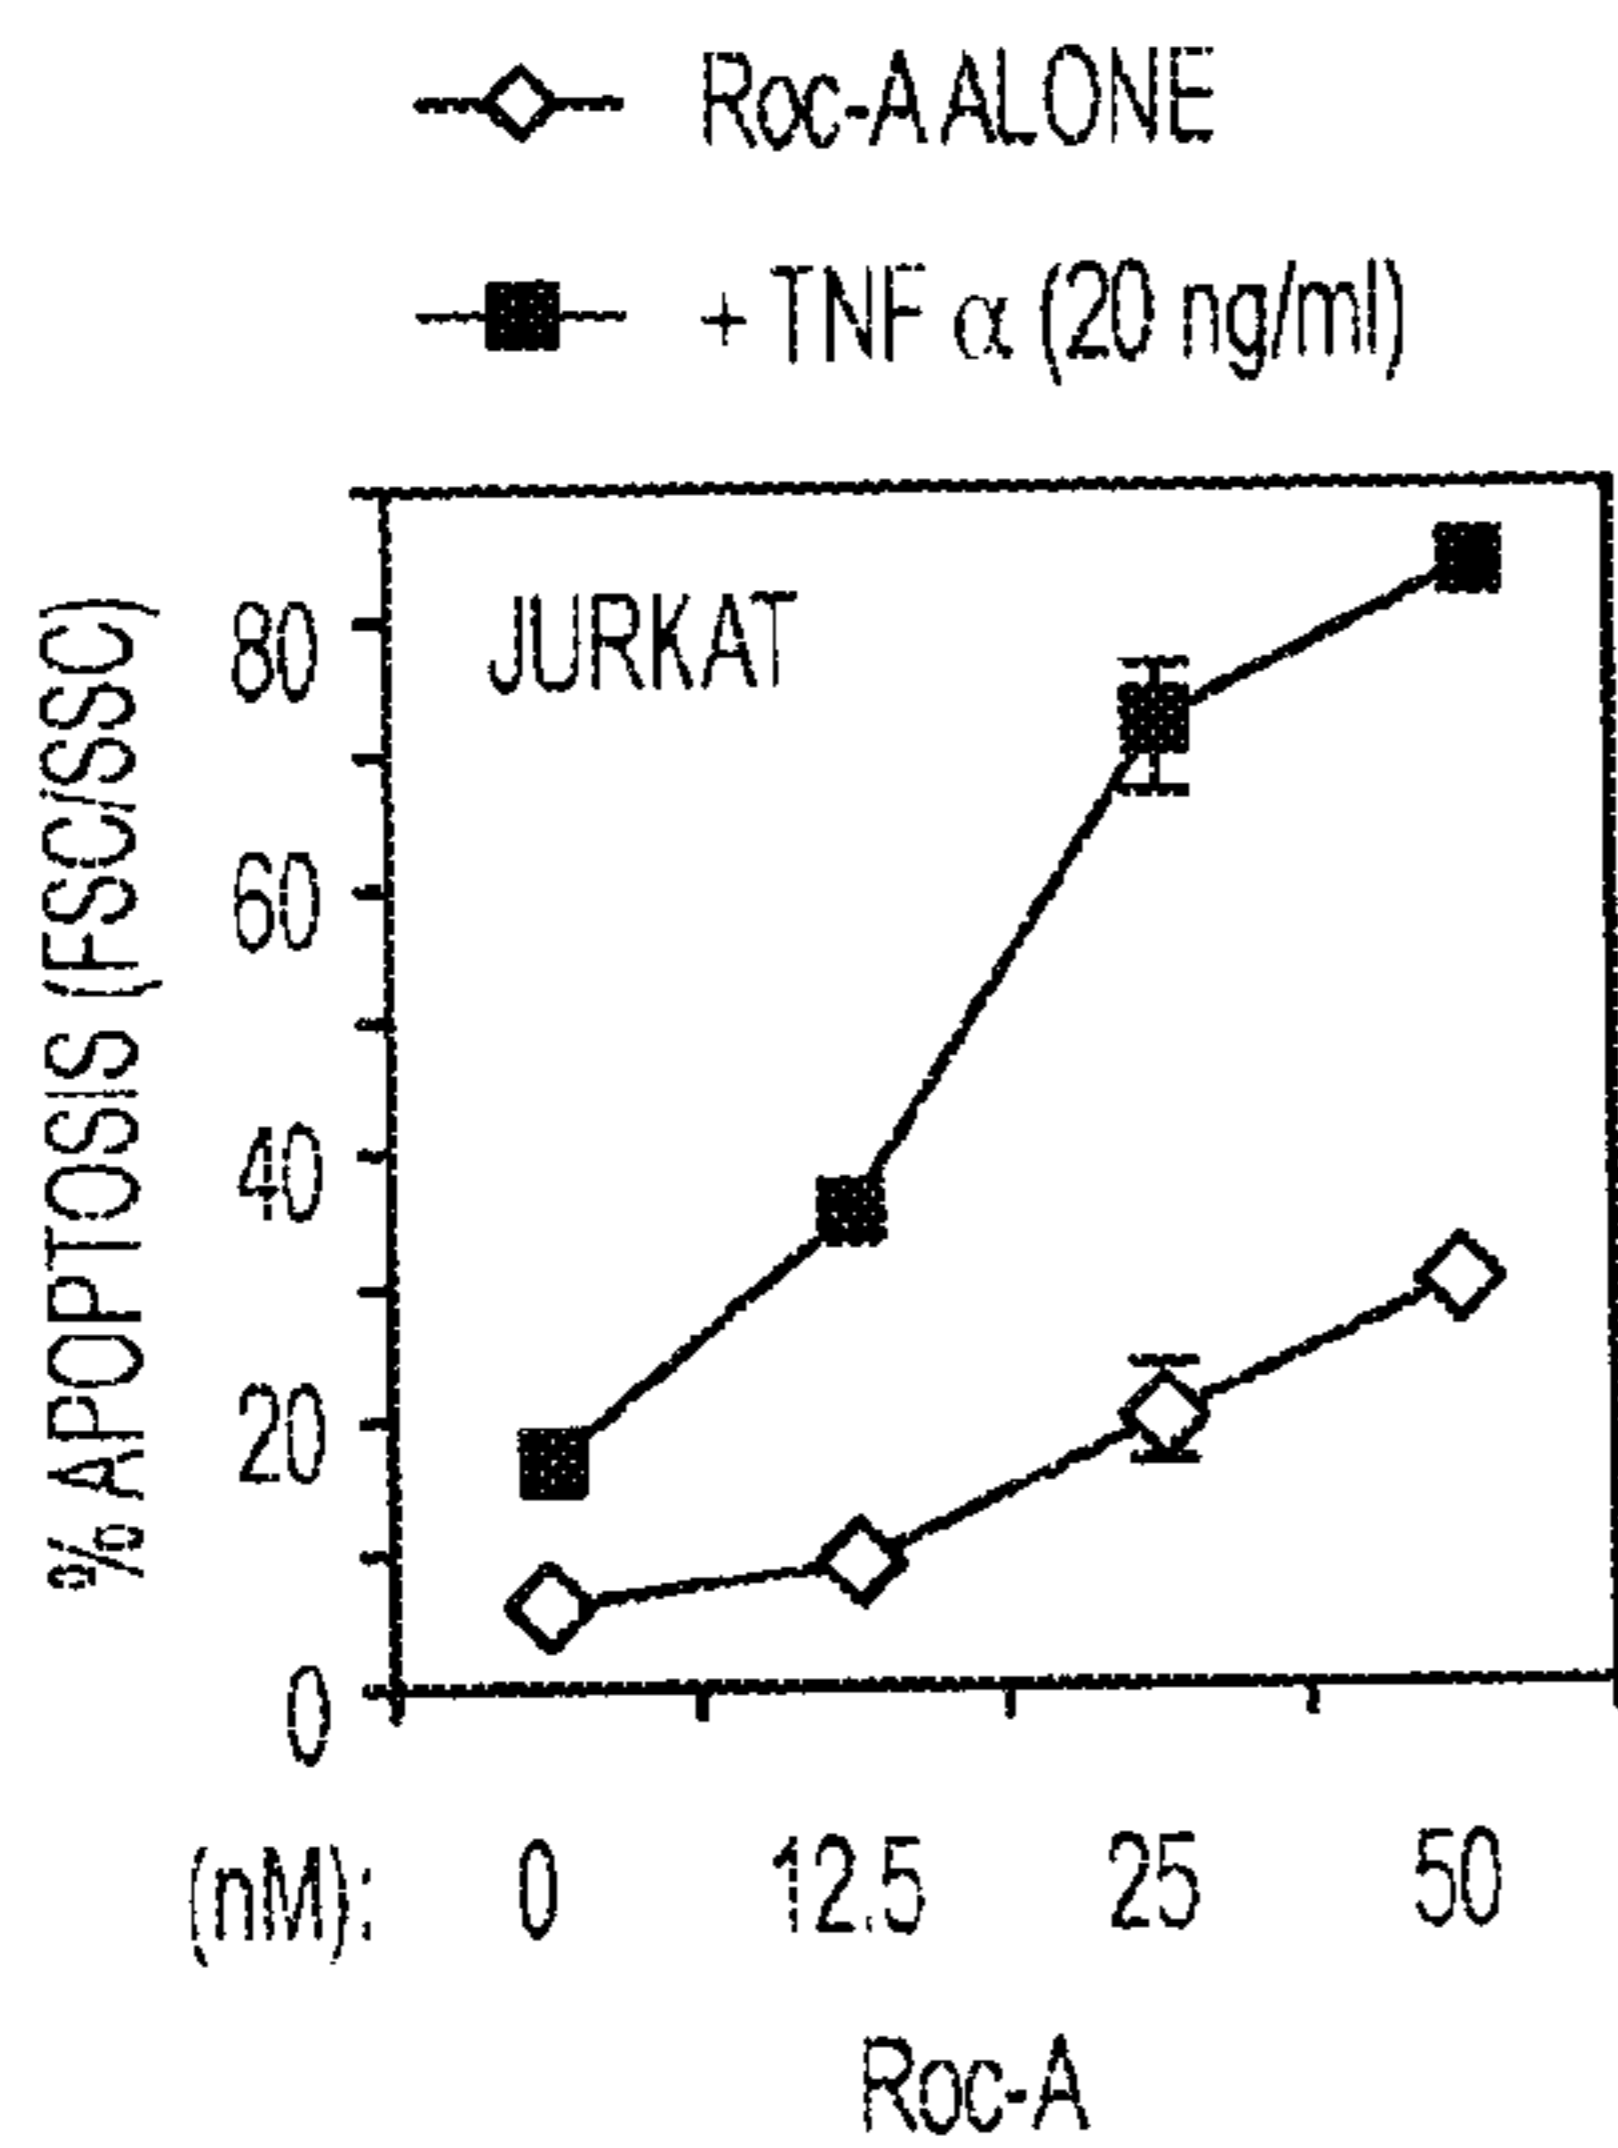 Roc-A ALONE
+ TNF α (20 ng/ml)
JURKAT
% APOPTOSIS (FSC/SSC)
80
60
40
20
0
(nM): 0 12.5 25 50
Roc-A